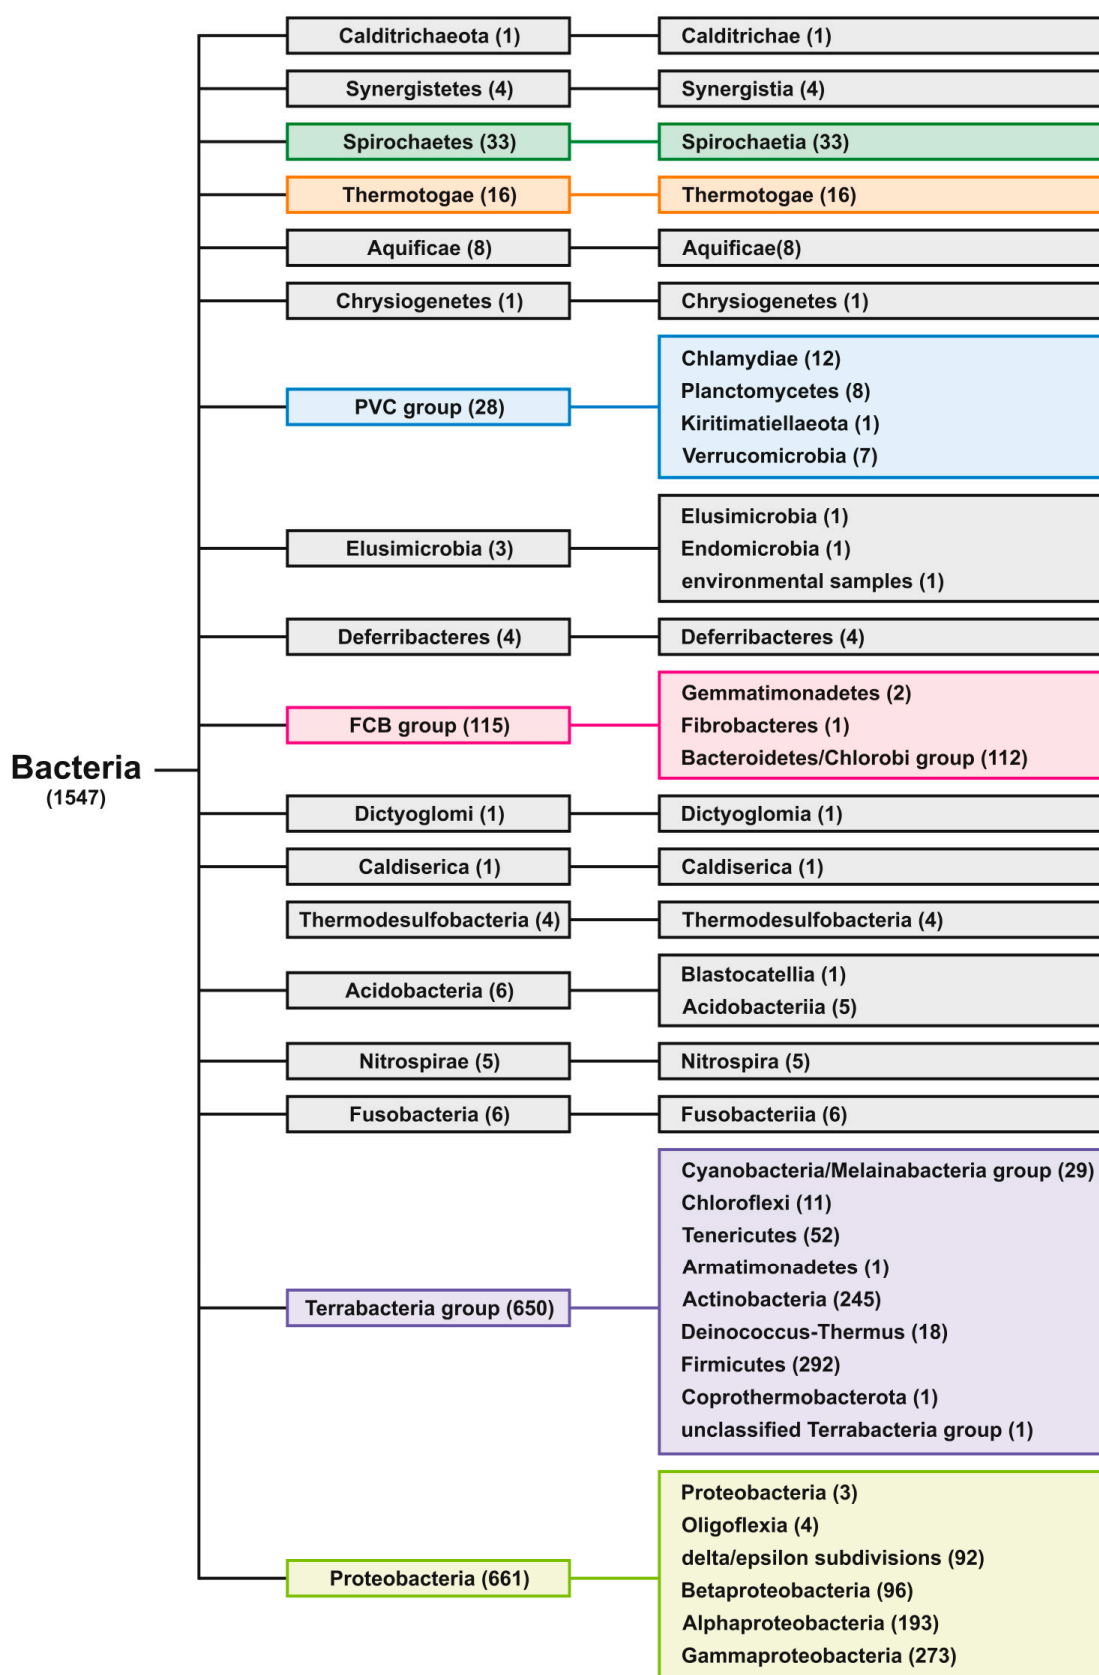 Calditrichaeota (1)
Calditrichae (1)
Synergistetes (4)
Synergistia (4)
Spirochaetes (33)
Spirochaetia (33)
Thermotogae (16)
Thermotogae (16)
Aquificae (8)
Aquificae(8)
Chrysiogenetes (1)
Chrysiogenetes (1)
PVC group (28)
Chlamydiae (12)
Planctomycetes (8)
Kiritimatiellaeota (1)
Verrucomicrobia (7)
Elusimicrobia (3)
Elusimicrobia (1)
Endomicrobia (1)
environmental samples (1)
Deferribacteres (4)
Deferribacteres (4)
FCB group (115)
Gemmatimonadetes (2)
Fibrobacteres (1)
Bacteroidetes/Chlorobi group (112)
Bacteria
(1547)
Dictyoglomi (1)
Dictyoglomia (1)
Caldiserica (1)
Caldiserica (1)
Thermodesulfobacteria (4)
Thermodesulfobacteria (4)
Acidobacteria (6)
Blastocatellia (1)
Acidobacteriia (5)
Nitrospirae (5)
Nitrospira (5)
Fusobacteria (6)
Fusobacteriia (6)
Terrabacteria group (650)
Cyanobacteria/Melainabacteria group (29)
Chloroflexi (11)
Tenericutes (52)
Armatimonadetes (1)
Actinobacteria (245)
Deinococcus-Thermus (18)
Firmicutes (292)
Coprothermobacterota (1)
unclassified Terrabacteria group (1)
Proteobacteria (661)
Proteobacteria (3)
Oligoflexia (4)
delta/epsilon subdivisions (92)
Betaproteobacteria (96)
Alphaproteobacteria (193)
Gammaproteobacteria (273)